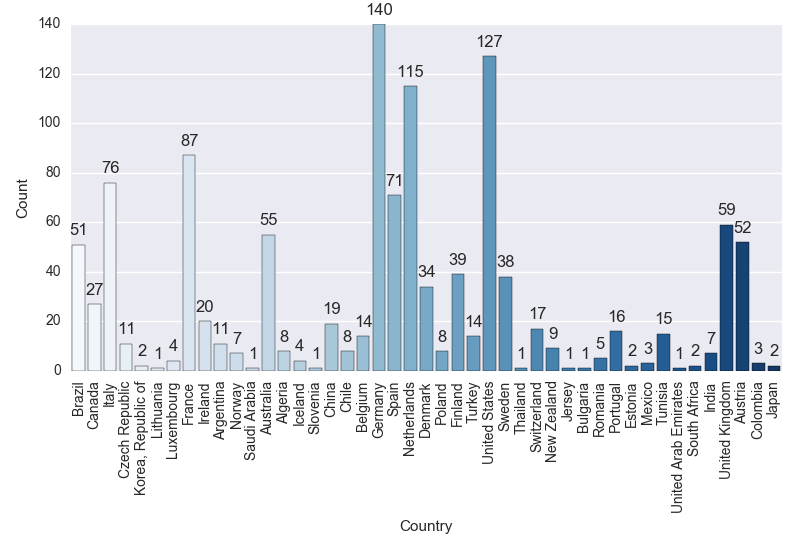 140
120
100
80
60
40
20
0
Count
51
27
76
11
2
1
4
87
20
11
7
1
55
8
4
1
19
8
14
140
71
115
34
8
39
14
127
38
1
17
9
1
1
5
16
2
3
15
1
2
7
59
52
3
2
Brazil
Canada
Italy
Czech Republic
Korea, Republic of
Lithuania
Luxembourg
France
Ireland
Argentina
Norway
Saudi Arabia
Australia
Algeria
Iceland
Slovenia
China
Chile
Belgium
Germany
Spain
Netherlands
Denmark
Poland
Finland
Turkey
United States
Sweden
Thailand
Switzerland
New Zealand
Jersey
Bulgaria
Romania
Portugal
Estonia
Mexico
Tunisia
United Arab Emirates
South Africa
India
United Kingdom
Austria
Colombia
Japan
Country